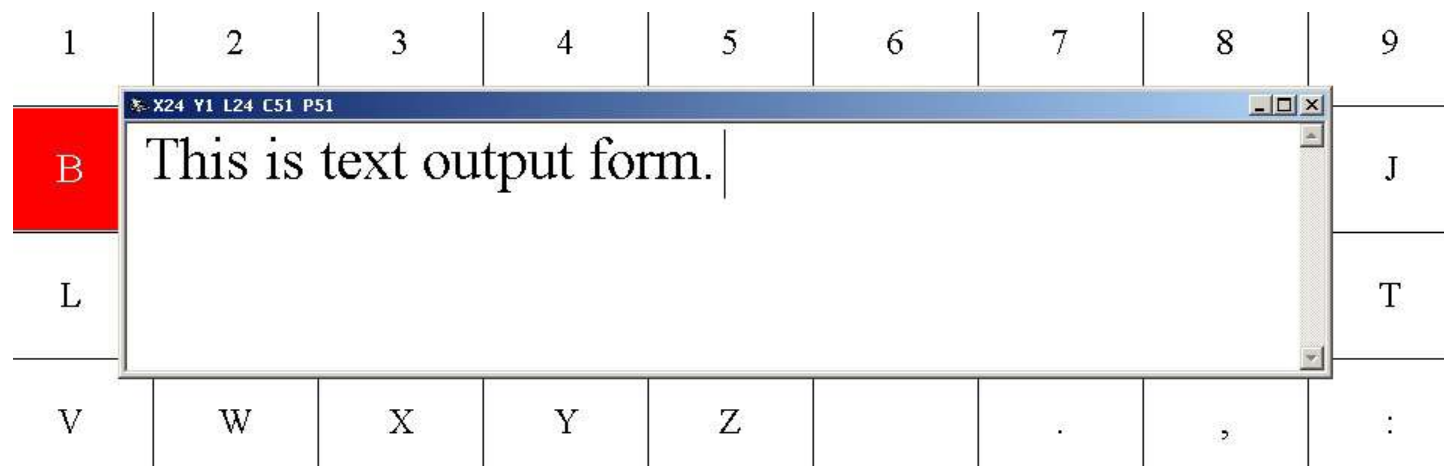 1 2 3 4 5 6 7 8 9
X24 Y1 L24 C51 P51
B This is text output form. J
L T
V W X Y Z . , :